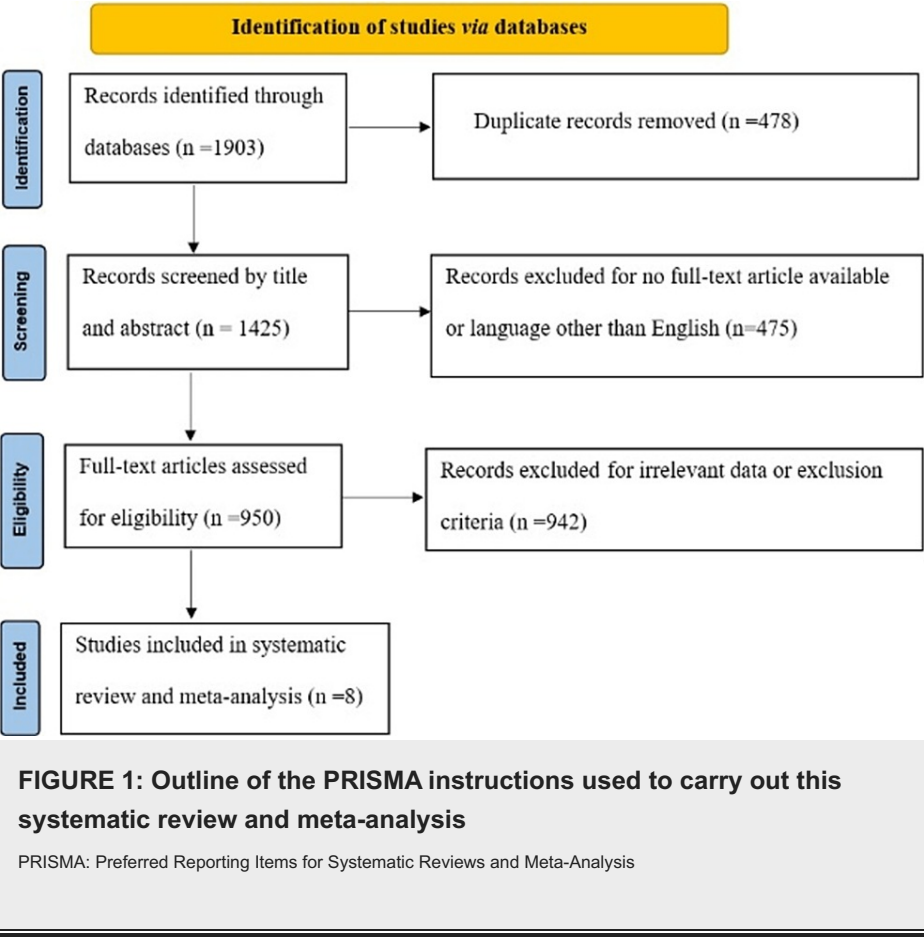 Identification of studies via databases
Identification
Records identified through
databases (n =1903)
Duplicate records removed (n =478)
Screening
Records screened by title
and abstract (n = 1425)
Records excluded for no full-text article available
or language other than English (n=475)
Eligibility
Full-text articles assessed
for eligibility (n =950)
Records excluded for irrelevant data or exclusion
criteria (n =942)
Included
Studies included in systematic
review and meta-analysis (n =8)
FIGURE 1: Outline of the PRISMA instructions used to carry out this
systematic review and meta-analysis
PRISMA: Preferred Reporting Items for Systematic Reviews and Meta-Analysis